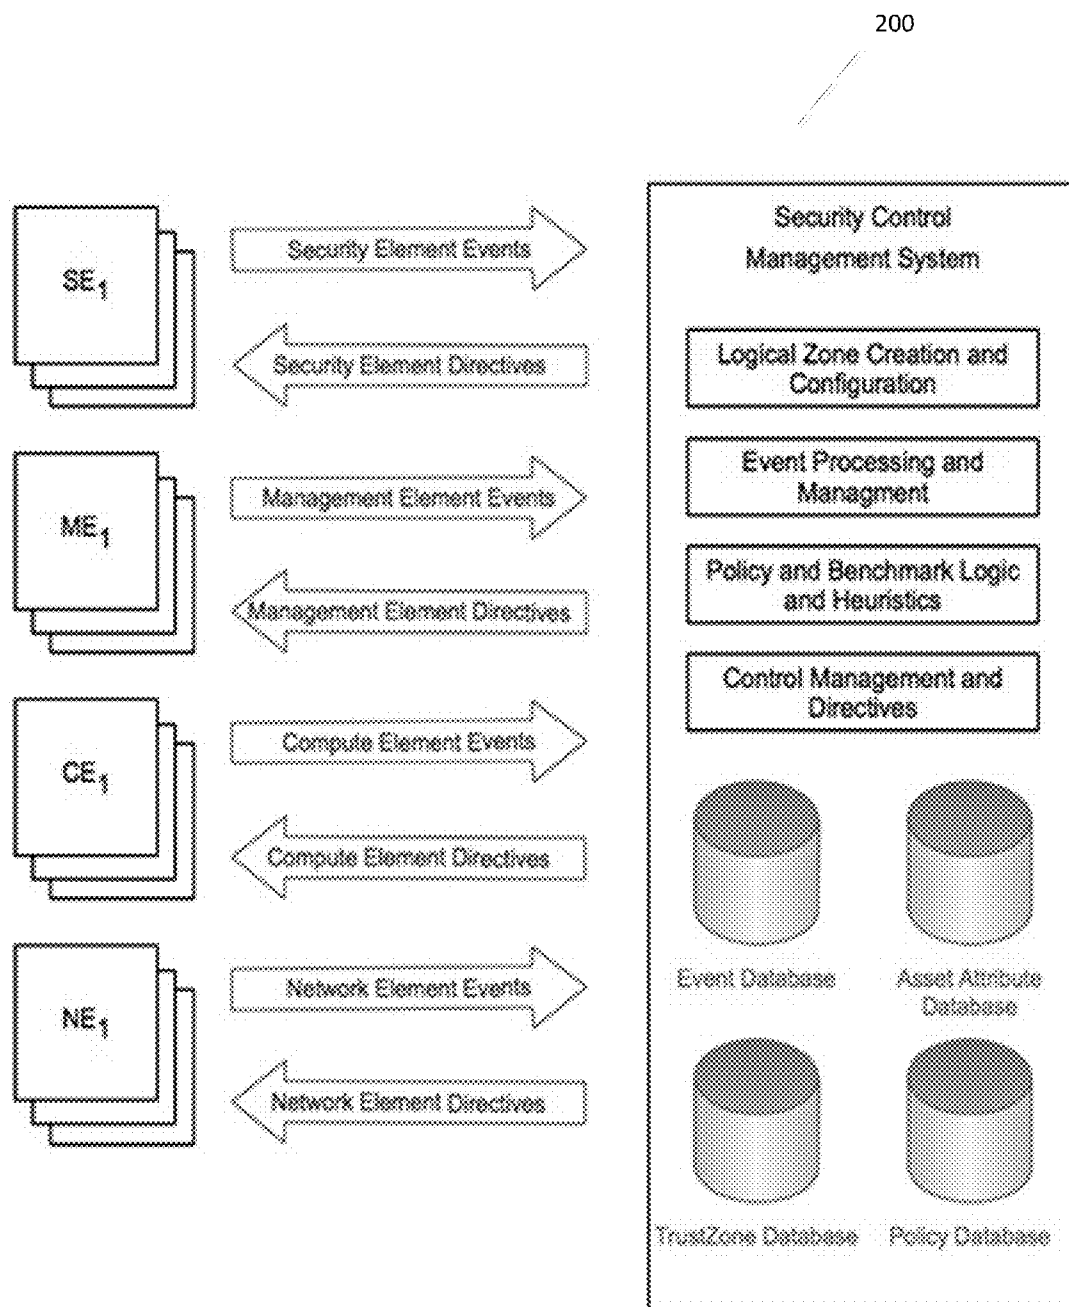 200
Security Control
Management System
SE1
Security Element Events
Security Element Directives
Logical Zone Creation and
Configuration
ME1
Management Element Events
Management Element Directives
Event Processing and
Managment
Policy and Benchmark Logic
and Heuristics
Control Management and
Directives
CE1
Compute Element Events
Compute Element Directives
NE1
Network Element Events
Network Element Directives
Event Database
Asset Attribute
Database
TrustZone Database
Policy Database